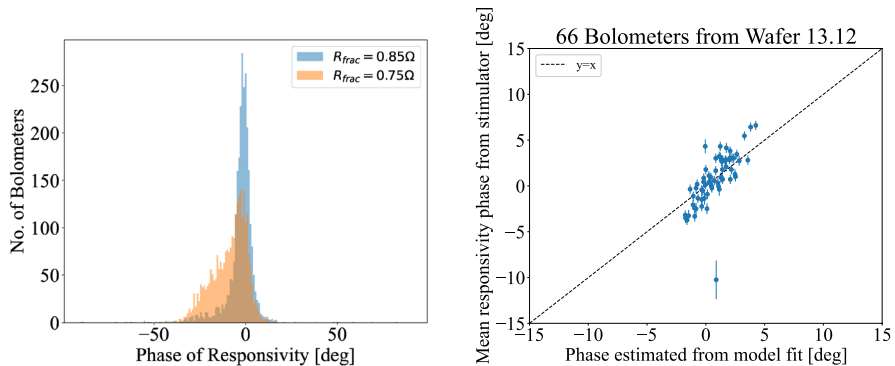 No. of Bolometers
250
200
150
100
50
0
−50
0
50
Phase of Responsivity [deg]
R_frac = 0.85Ω
R_frac = 0.75Ω
66 Bolometers from Wafer 13.12
Mean responsivity phase from stimulator [deg]
15
10
5
0
−5
−10
−15
−15
−10
−5
0
5
10
15
Phase estimated from model fit [deg]
y=x